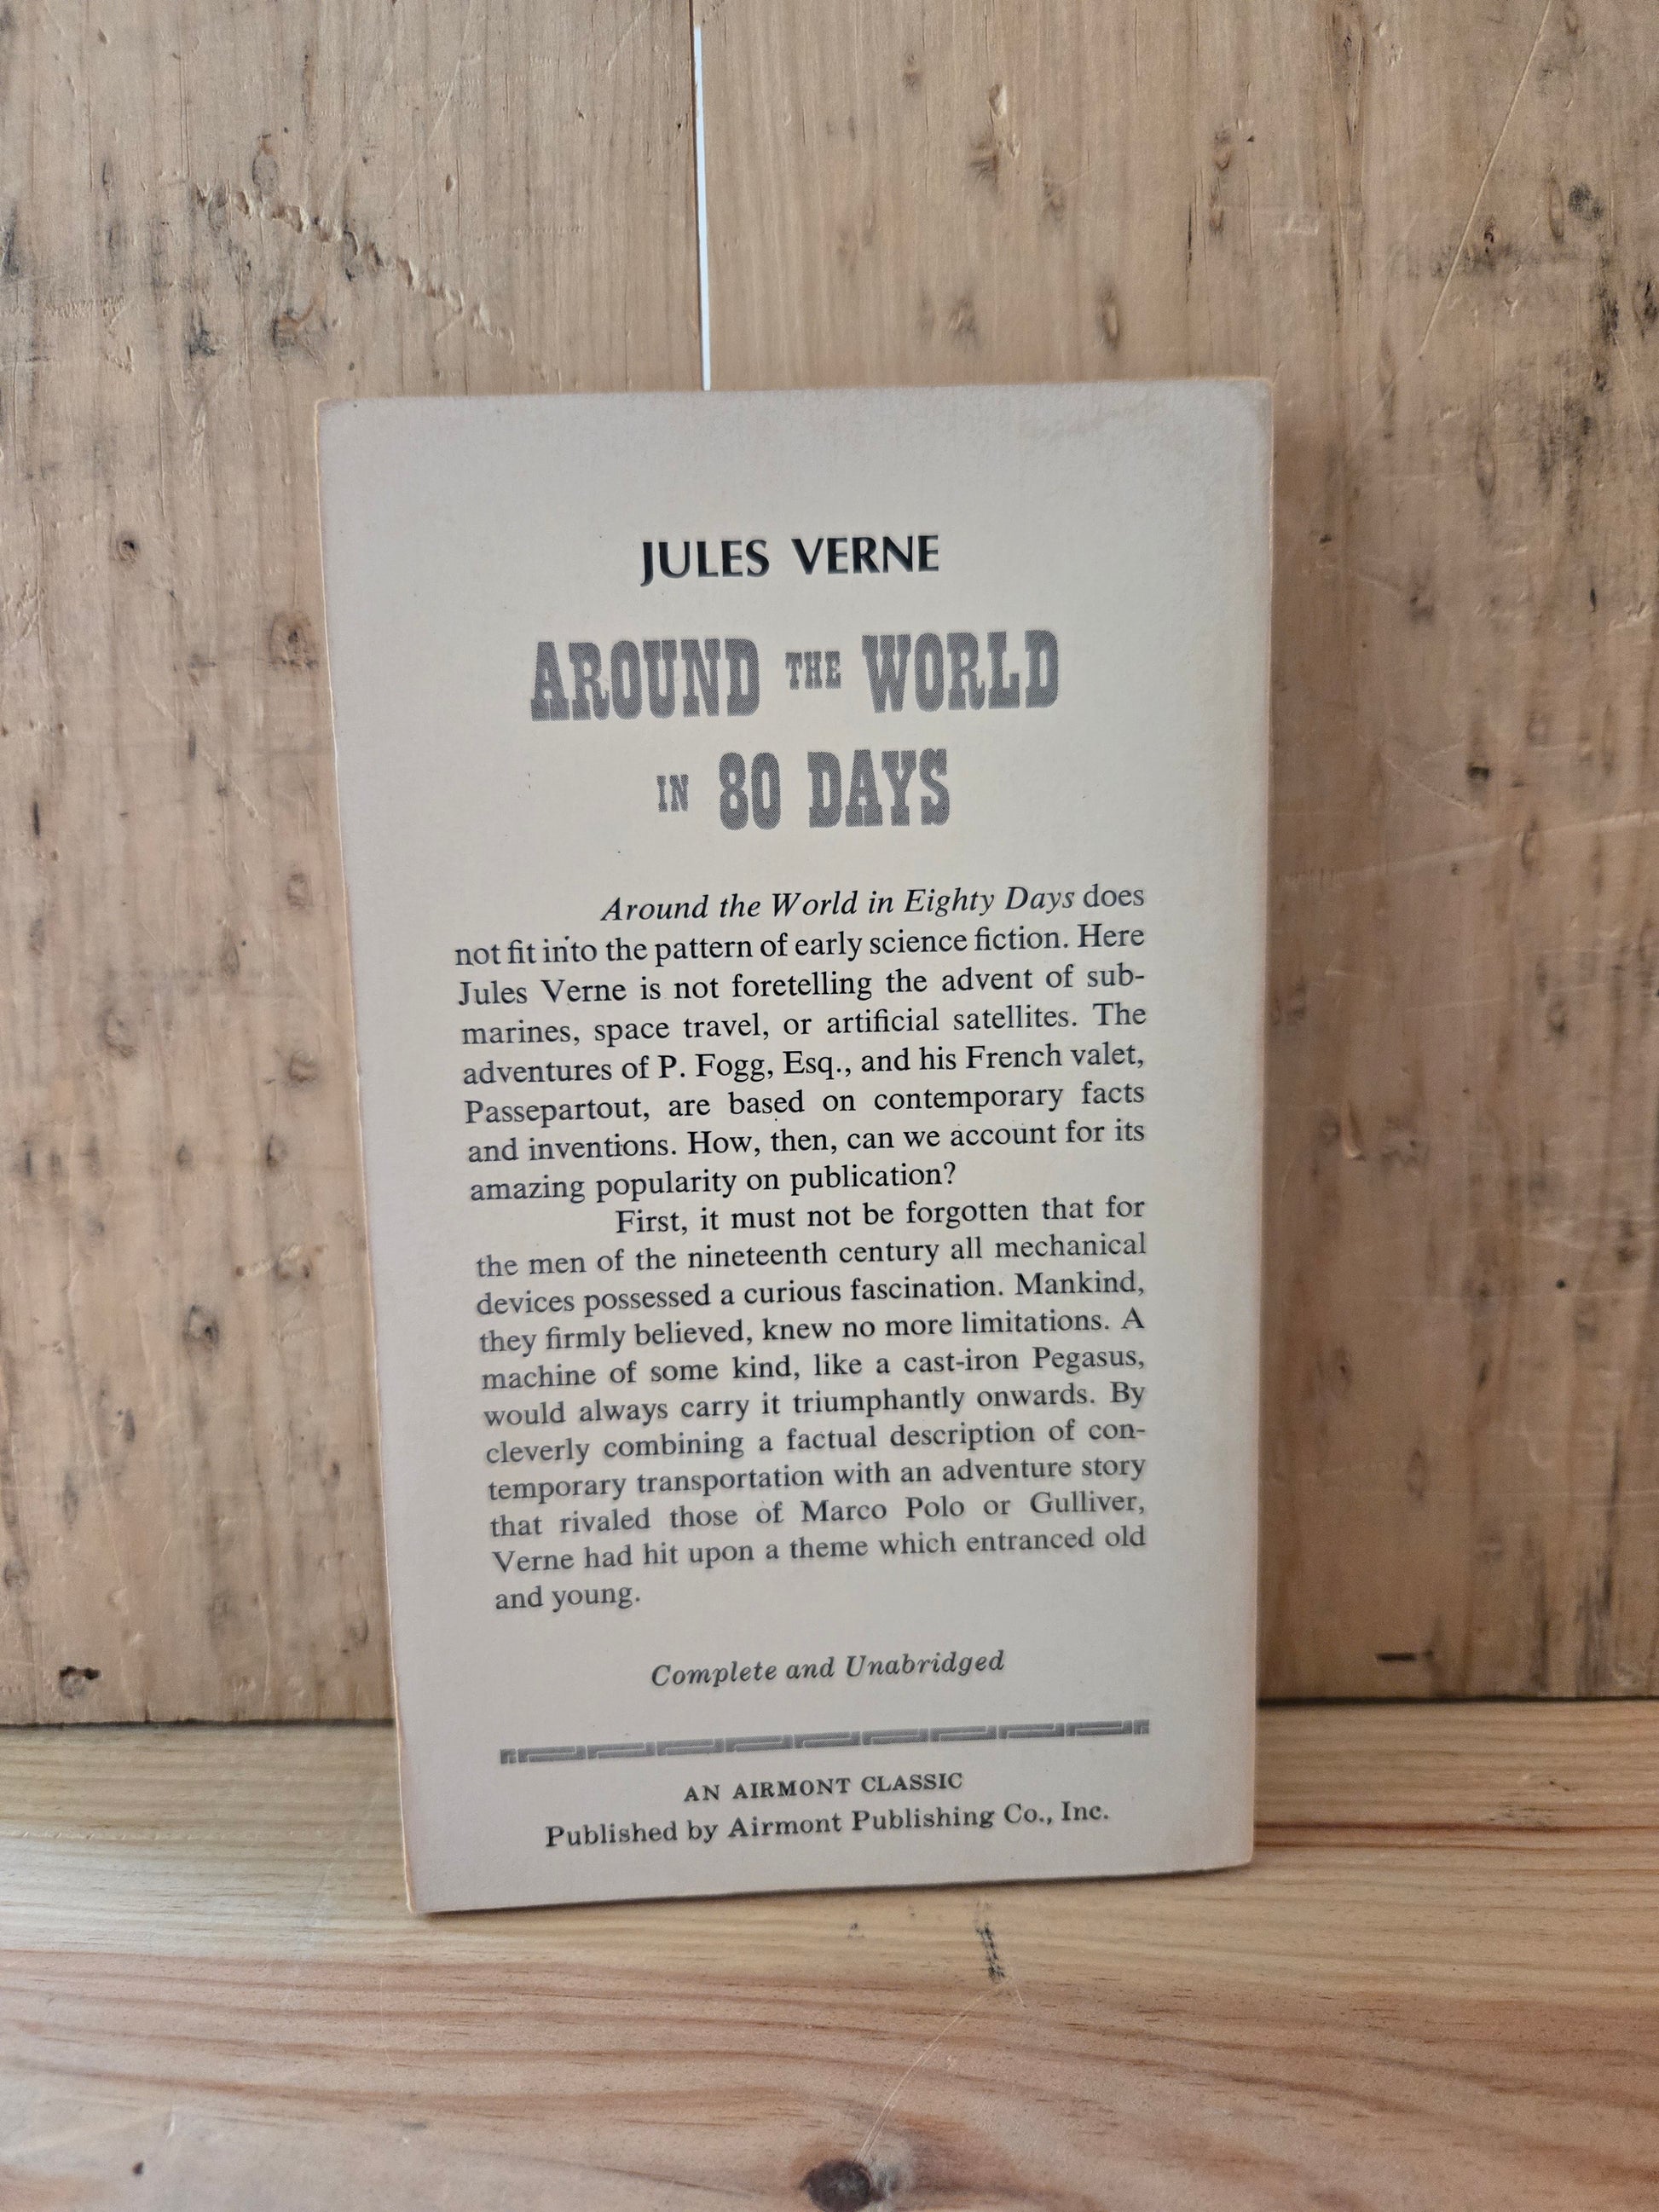 JULES VERNE
AROUND THE WORLD
IN 80 DAYS
Around the World in Eighty Days does
not fit into the pattern of early science fiction. Here
Jules Verne is not foretelling the advent of sub-
marines, space travel, or artificial satellites. The
adventures of P. Fogg, Esq., and his French valet,
Passepartout, are based on contemporary facts
and inventions. How, then, can we account for its
amazing popularity on publication?
First, it must not be forgotten that for
the men of the nineteenth century all mechanical
devices possessed a curious fascination. Mankind,
they firmly believed, knew no more limitations. A
machine of some kind, like a cast-iron Pegasus,
would always carry it triumphantly onwards. By
cleverly combining a factual description of con-
temporary transportation with an adventure story
that rivaled those of Marco Polo or Gulliver,
Verne had hit upon a theme which entranced old
and young.
Complete and Unabridged
AN AIRMONT CLASSIC
Published by Airmont Publishing Co., Inc.